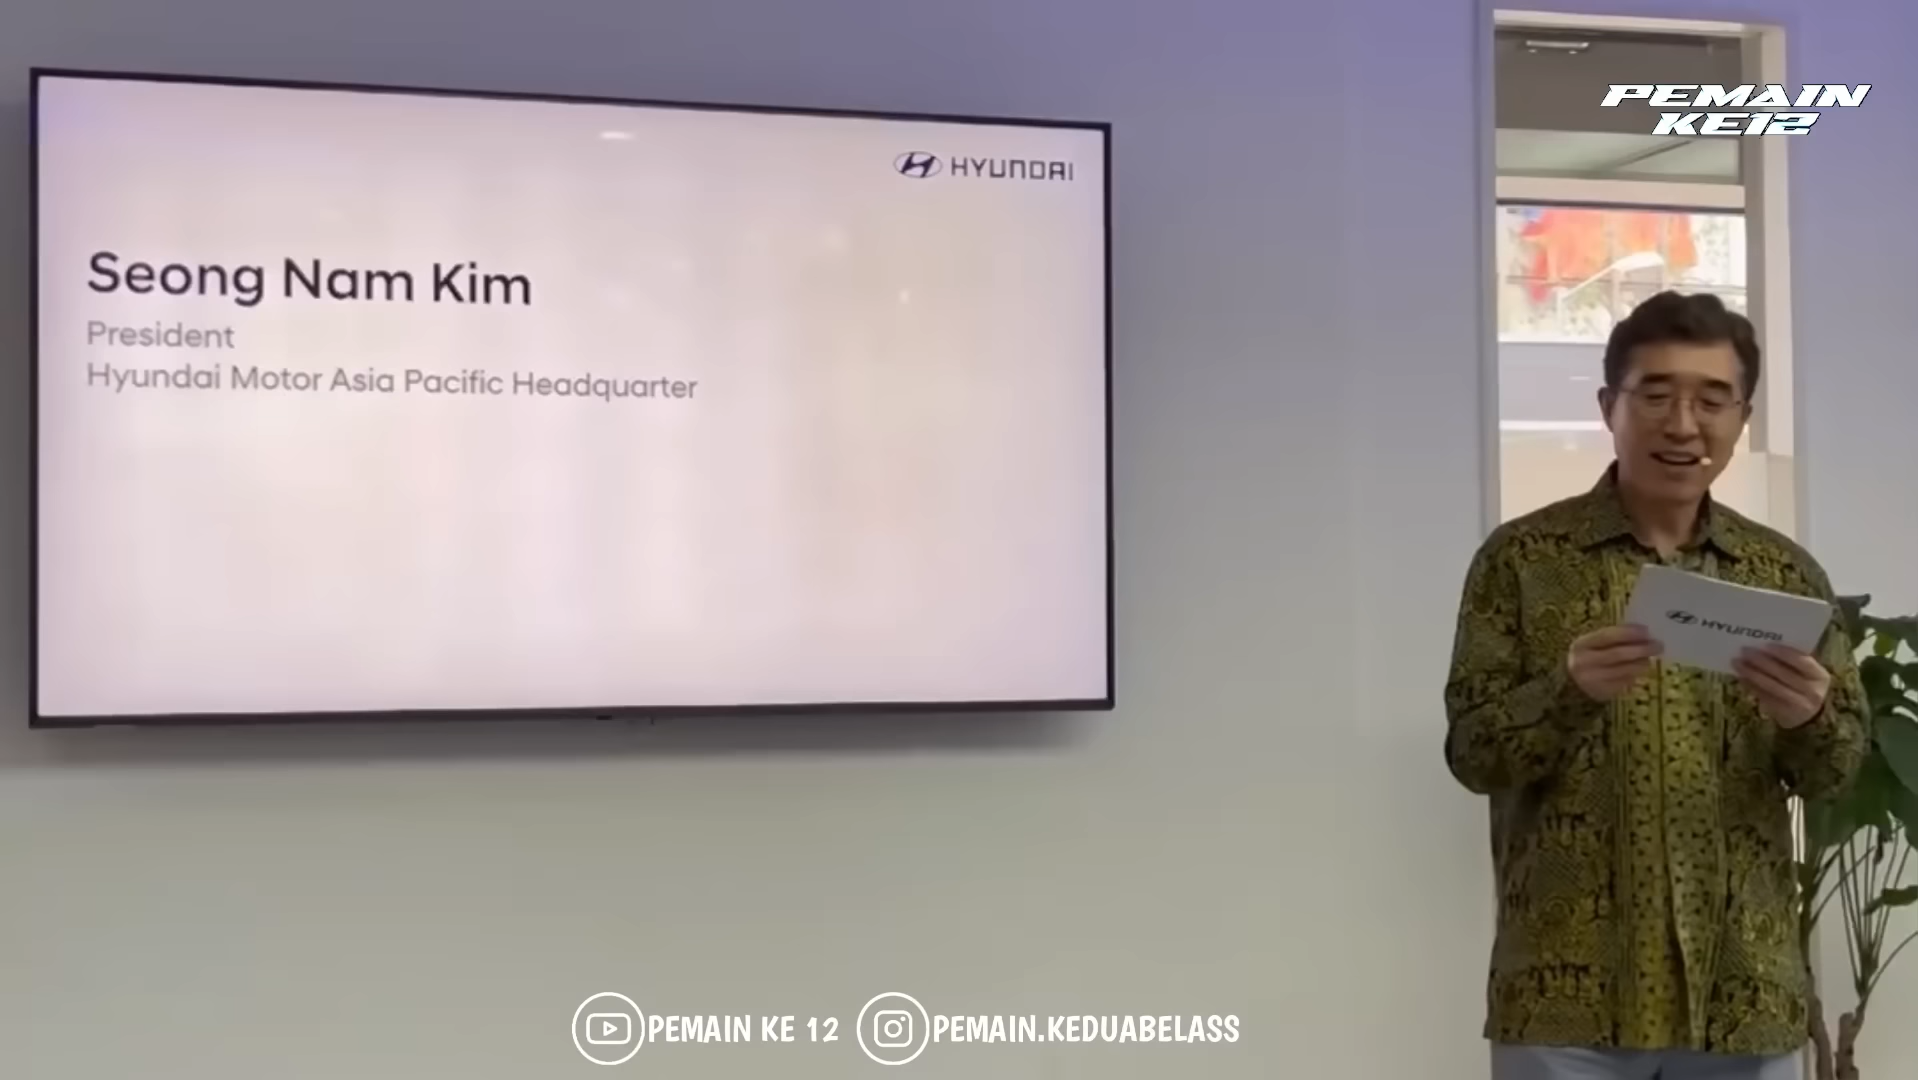 PEMAIN
KE12
HYUNDAI
Seong Nam Kim
President
Hyundai Motor Asia Pacific Headquarter
HYUNDAI
PEMAIN KE 12 PEMAIN.KEDUABELASS